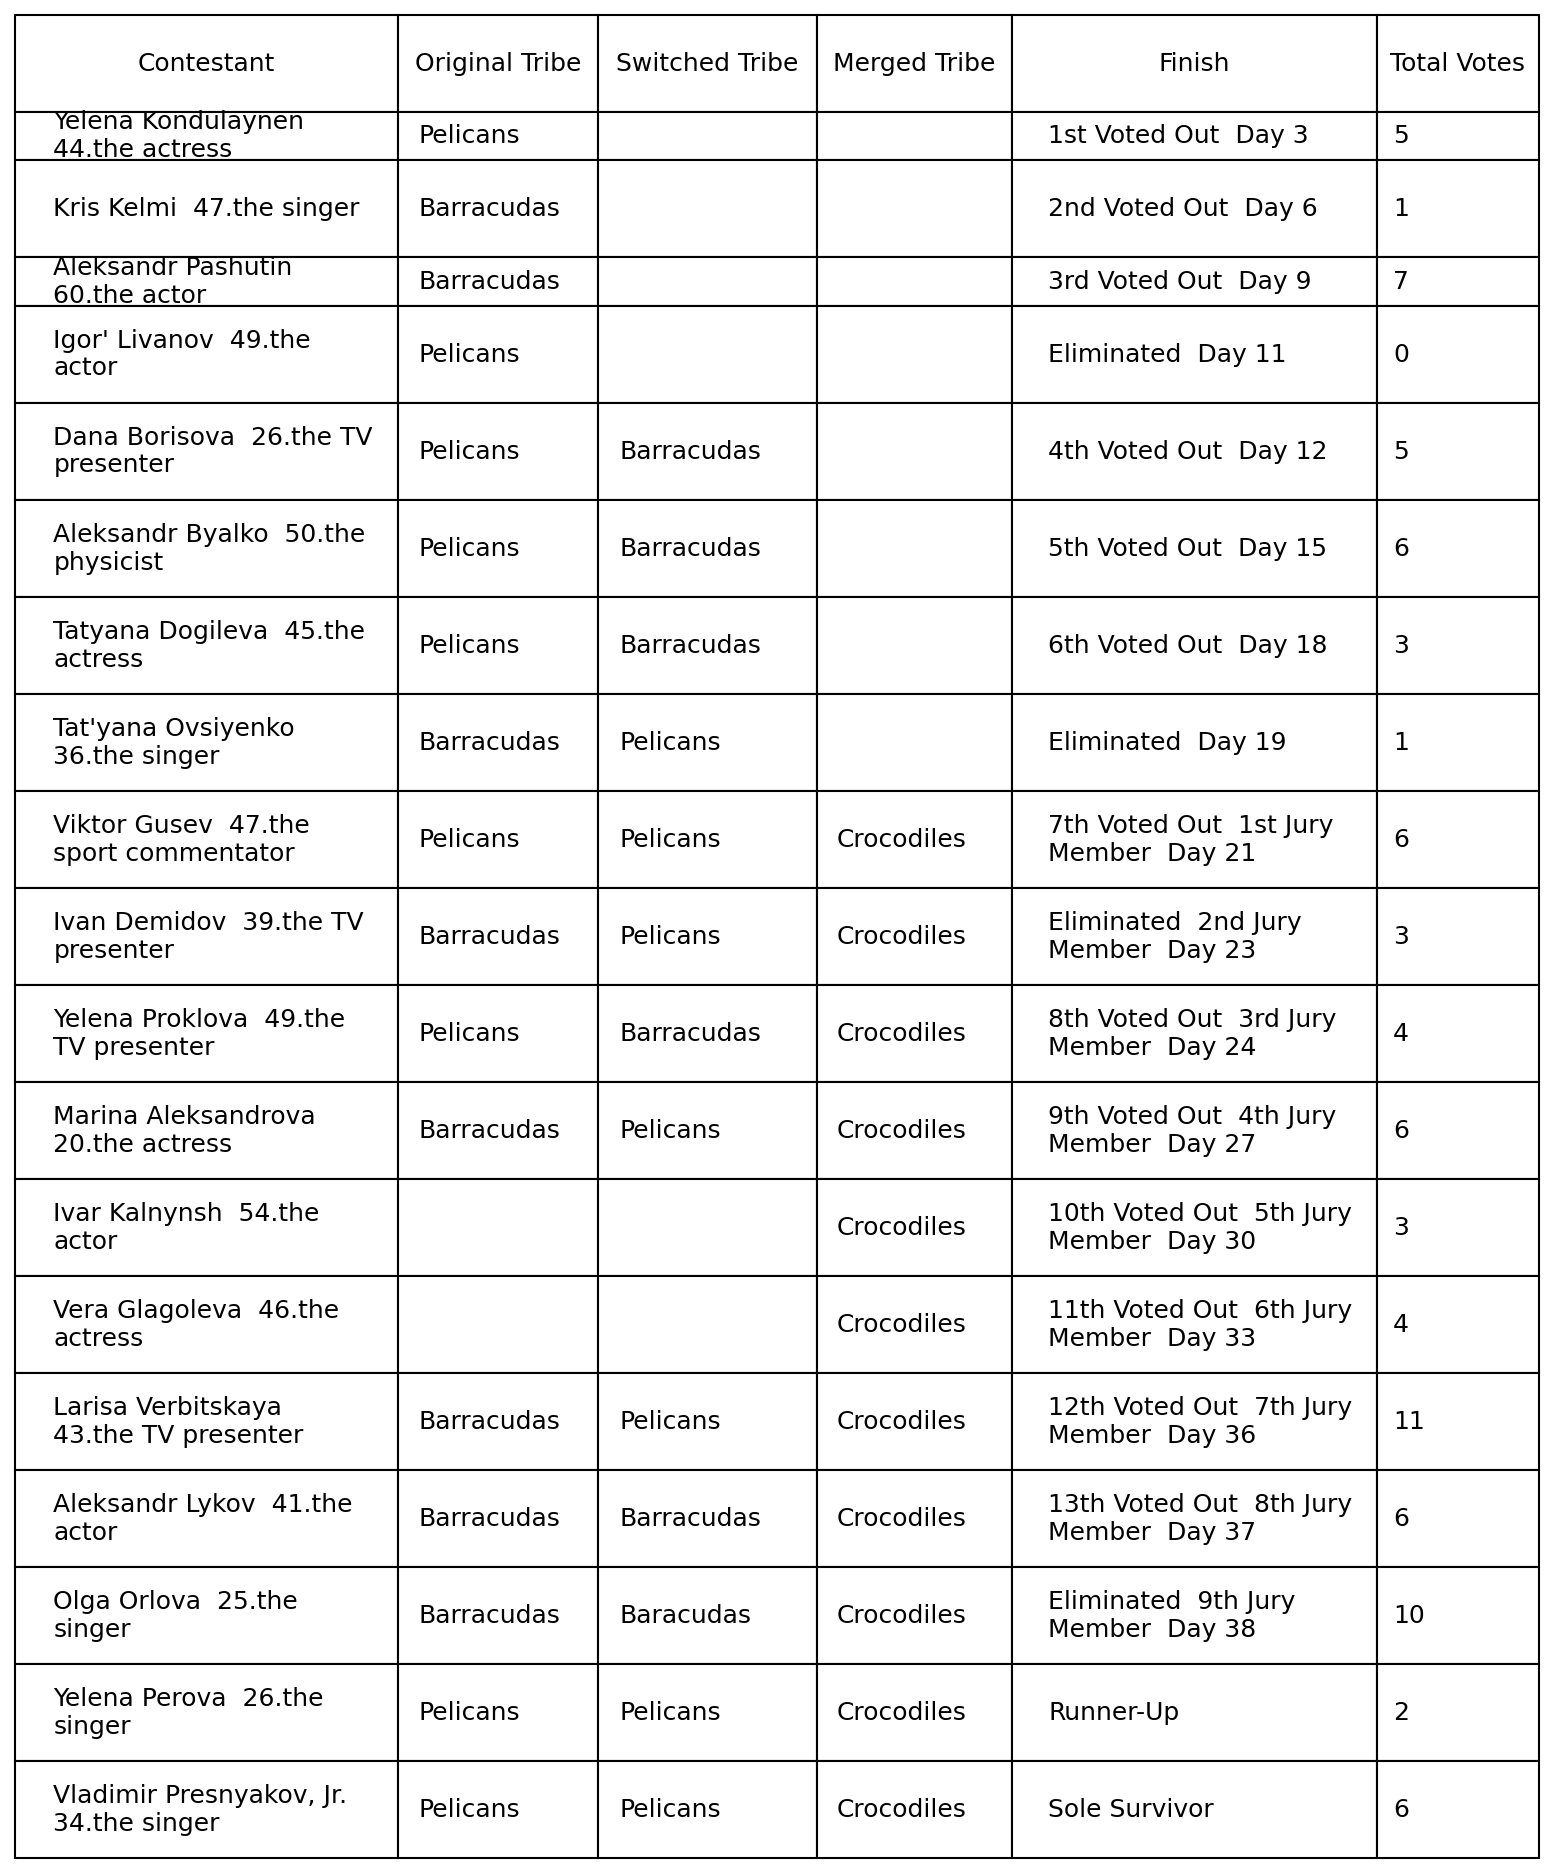 Contestant Original Tribe Switched Tribe Merged Tribe Finish Total Votes
Yelena Kondulaynen
44.the actress
Pelicans 1st Voted Out  Day 3 5
Kris Kelmi  47.the singer Barracudas 2nd Voted Out  Day 6 1
Aleksandr Pashutin
60.the actor
Barracudas 3rd Voted Out  Day 9 7
Igor' Livanov  49.the
actor
Pelicans Eliminated  Day 11 0
Dana Borisova  26.the TV
presenter
Pelicans Barracudas 4th Voted Out  Day 12 5
Aleksandr Byalko  50.the
physicist
Pelicans Barracudas 5th Voted Out  Day 15 6
Tatyana Dogileva  45.the
actress
Pelicans Barracudas 6th Voted Out  Day 18 3
Tat'yana Ovsiyenko
36.the singer
Barracudas Pelicans Eliminated  Day 19 1
Viktor Gusev  47.the
sport commentator
Pelicans Pelicans Crocodiles
7th Voted Out  1st Jury
Member  Day 21
6
Ivan Demidov  39.the TV
presenter
Barracudas Pelicans Crocodiles
Eliminated  2nd Jury
Member  Day 23
3
Yelena Proklova  49.the
TV presenter
Pelicans Barracudas Crocodiles
8th Voted Out  3rd Jury
Member  Day 24
4
Marina Aleksandrova
20.the actress
Barracudas Pelicans Crocodiles
9th Voted Out  4th Jury
Member  Day 27
6
Ivar Kalnynsh  54.the
actor
Crocodiles
10th Voted Out  5th Jury
Member  Day 30
3
Vera Glagoleva  46.the
actress
Crocodiles
11th Voted Out  6th Jury
Member  Day 33
4
Larisa Verbitskaya
43.the TV presenter
Barracudas Pelicans Crocodiles
12th Voted Out  7th Jury
Member  Day 36
11
Aleksandr Lykov  41.the
actor
Barracudas Barracudas Crocodiles
13th Voted Out  8th Jury
Member  Day 37
6
Olga Orlova  25.the
singer
Barracudas Baracudas Crocodiles
Eliminated  9th Jury
Member  Day 38
10
Yelena Perova  26.the
singer
Pelicans Pelicans Crocodiles Runner-Up 2
Vladimir Presnyakov, Jr.
34.the singer
Pelicans Pelicans Crocodiles Sole Survivor 6